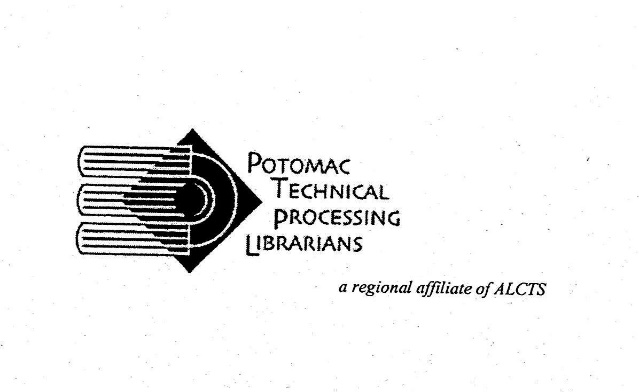 POTOMAC
TECHNICAL
PROCESSING
LIBRARIANS
a regional affiliate of ALCTS